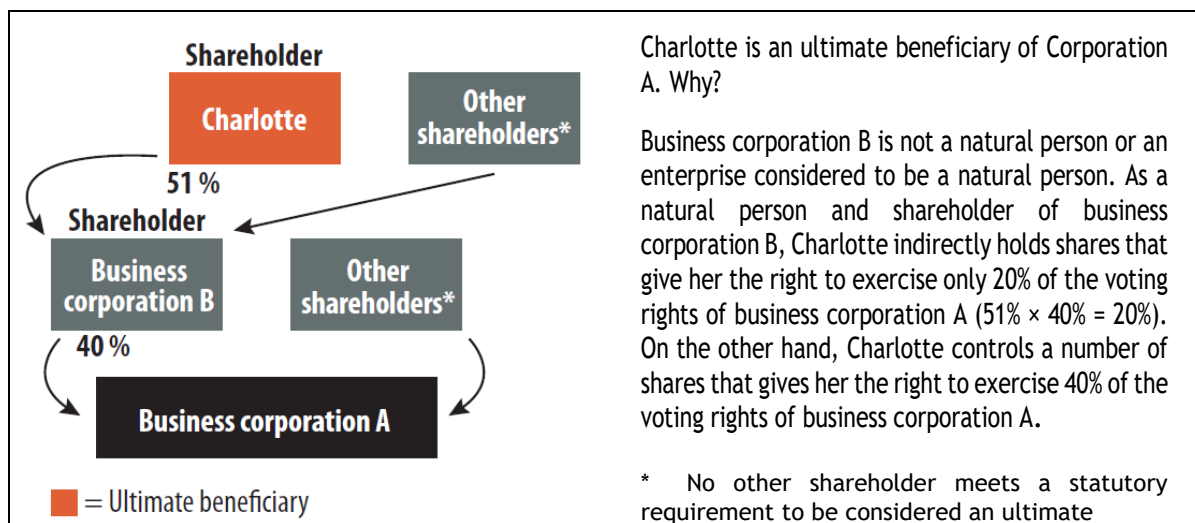 Shareholder
Charlotte
Other
shareholders*
51 %
Shareholder
Business
corporation B
Other
shareholders*
40 %
Business corporation A
= Ultimate beneficiary
Charlotte is an ultimate beneficiary of Corporation
A. Why?
Business corporation B is not a natural person or an
enterprise considered to be a natural person. As a
natural person and shareholder of business
corporation B, Charlotte indirectly holds shares that
give her the right to exercise only 20% of the voting
rights of business corporation A (51% × 40% = 20%).
On the other hand, Charlotte controls a number of
shares that gives her the right to exercise 40% of the
voting rights of business corporation A.
* No other shareholder meets a statutory
requirement to be considered an ultimate